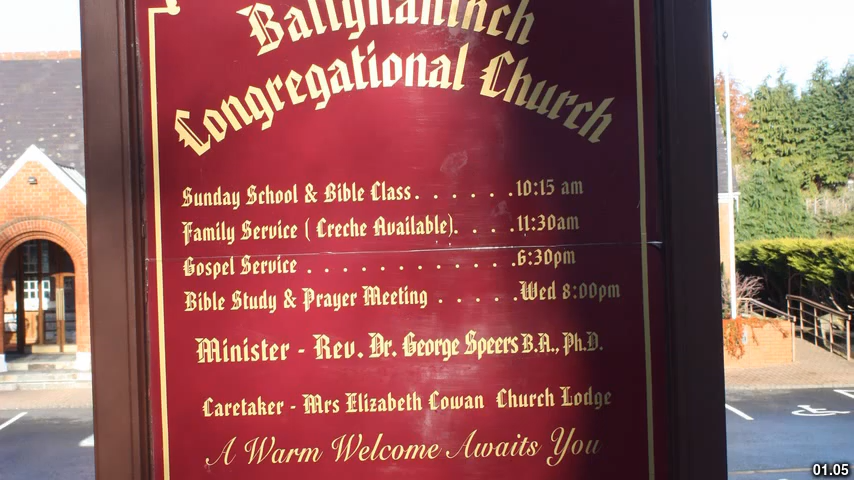 Ballynahinch
Congregational Church
Sunday School & Bible Class. . . . . . .10:15 am
Family Service ( Creche Available). . . . .11:30am
Gospel Service . . . . . . . . . . . . .6:30pm
Bible Study & Prayer Meeting . . . . . .Wed 8:00pm
Minister - Rev. Dr. George Speers B.A., Ph.D.
Caretaker - Mrs Elizabeth Cowan Church Lodge
A Warm Welcome Awaits You
01.05